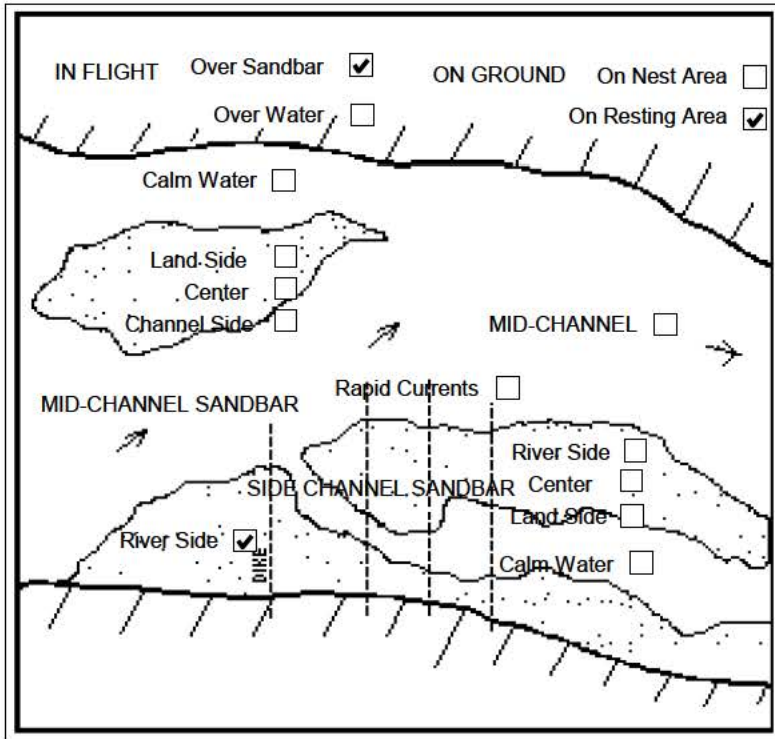 IN FLIGHT Over Sandbar ON GROUND On Nest Area
Over Water On Resting Area
Calm Water
Land Side
Center
Channel Side
MID-CHANNEL
Rapid Currents
MID-CHANNEL SANDBAR
River Side
SIDE CHANNEL SANDBAR Center
Land Side
River Side
DIKE
Calm Water